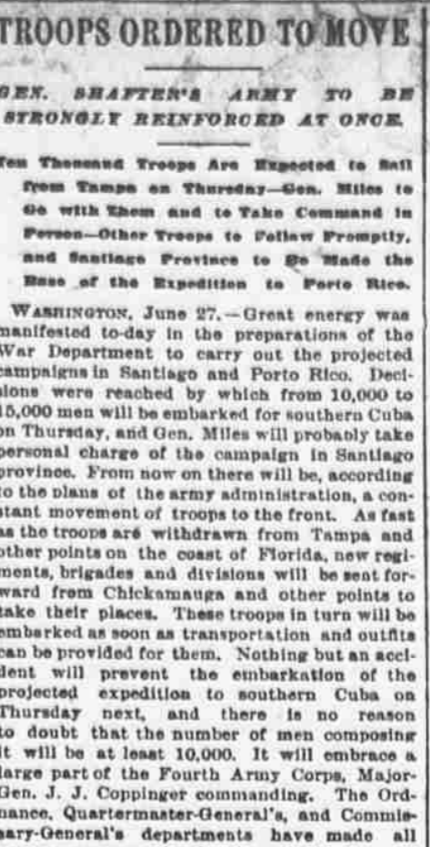 TROOPS ORDERED TO MOVE
GEN. SHAFTER'S ARMY TO BE
STRONGLY REINFORCED AT ONCE.
Ten Thousand Troops Are Expected to Sail
from Tampa on Thursday—Gen. Miles to
Go with Them and to Take Command in
Person—Other Troops to Follow Promptly,
and Santiago Province to Be Made the
Base of the Expedition to Porto Rico.
WASHINGTON, June 27.—Great energy was
manifested to-day in the preparations of the
War Department to carry out the projected
campaigns in Santiago and Porto Rico. Deci-
sions were reached by which from 10,000 to
15,000 men will be embarked for southern Cuba
on Thursday, and Gen. Miles will probably take
personal charge of the campaign in Santiago
province. From now on there will be, according
to the plans of the army administration, a con-
stant movement of troops to the front. As fast
as the troops are withdrawn from Tampa and
other points on the coast of Florida, new regi-
ments, brigades and divisions will be sent for-
ward from Chickamauga and other points to
take their places. These troops in turn will be
embarked as soon as transportation and outfits
can be provided for them. Nothing but an acci-
dent will prevent the embarkation of the
projected expedition to southern Cuba on
Thursday next, and there is no reason
to doubt that the number of men composing
it will be at least 10,000. It will embrace a
large part of the Fourth Army Corps, Major-
Gen. J. J. Coppinger commanding. The Ord-
nance, Quartermaster-General's, and Commis-
sary-General's departments have made all